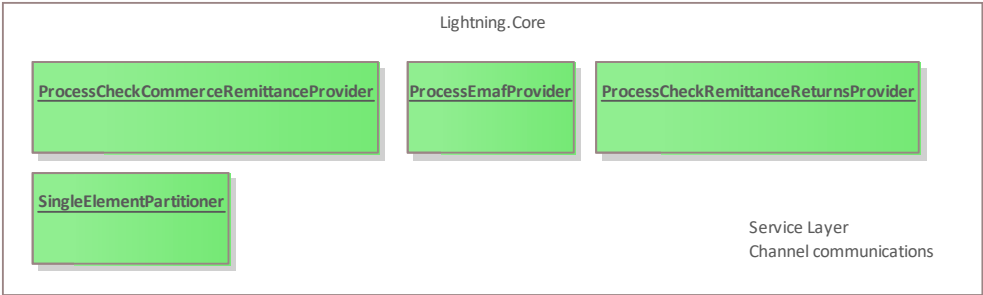 Lightning.Core
ProcessCheckCommerceRemittanceProvider
ProcessEmafProvider
ProcessCheckRemittanceReturnsProvider
SingleElementPartitioner
Service Layer
Channel communications